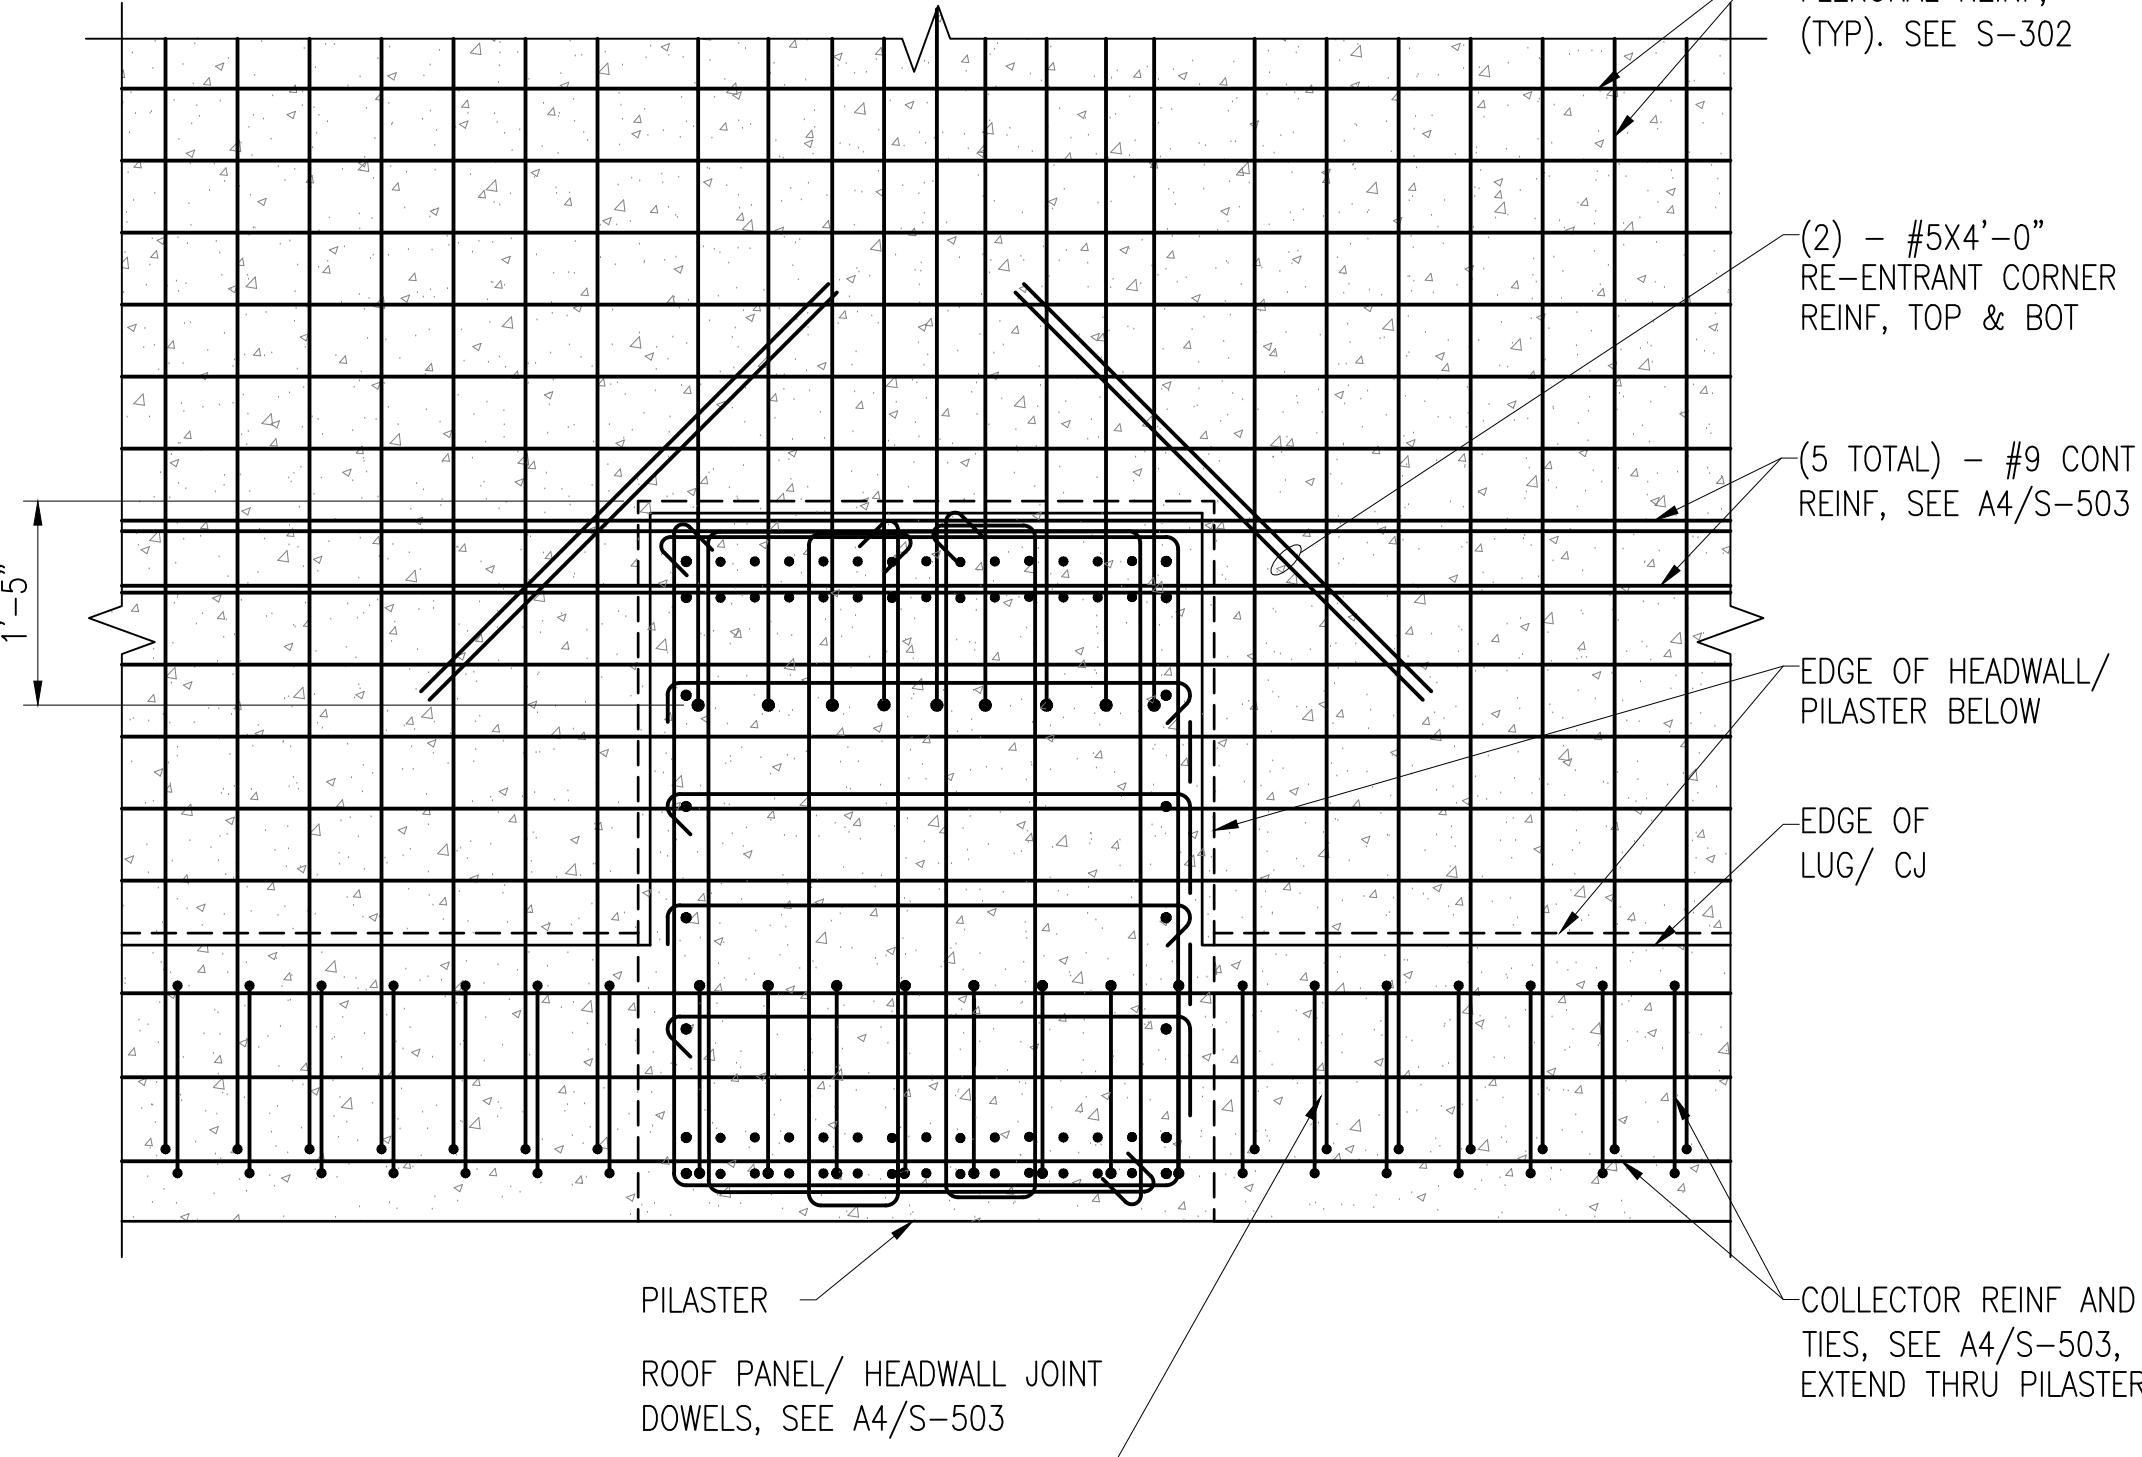 (TYP). SEE S-302
(2) - #5X4'-0"
RE-ENTRANT CORNER
REINF, TOP & BOT
(5 TOTAL) - #9 CONT
REINF, SEE A4/S-503
1'-5"
EDGE OF HEADWALL/
PILASTER BELOW
EDGE OF
LUG/ CJ
PILASTER
ROOF PANEL/ HEADWALL JOINT
DOWELS, SEE A4/S-503
COLLECTOR REINF AND
TIES, SEE A4/S-503,
EXTEND THRU PILASTER